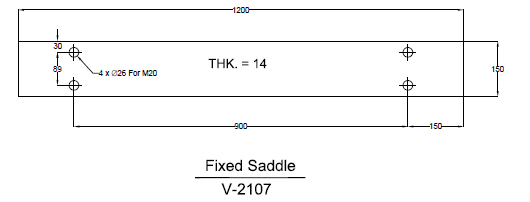 1200
30
89
4 x Ø26 For M20
THK. = 14
150
900
150
Fixed Saddle
V-2107